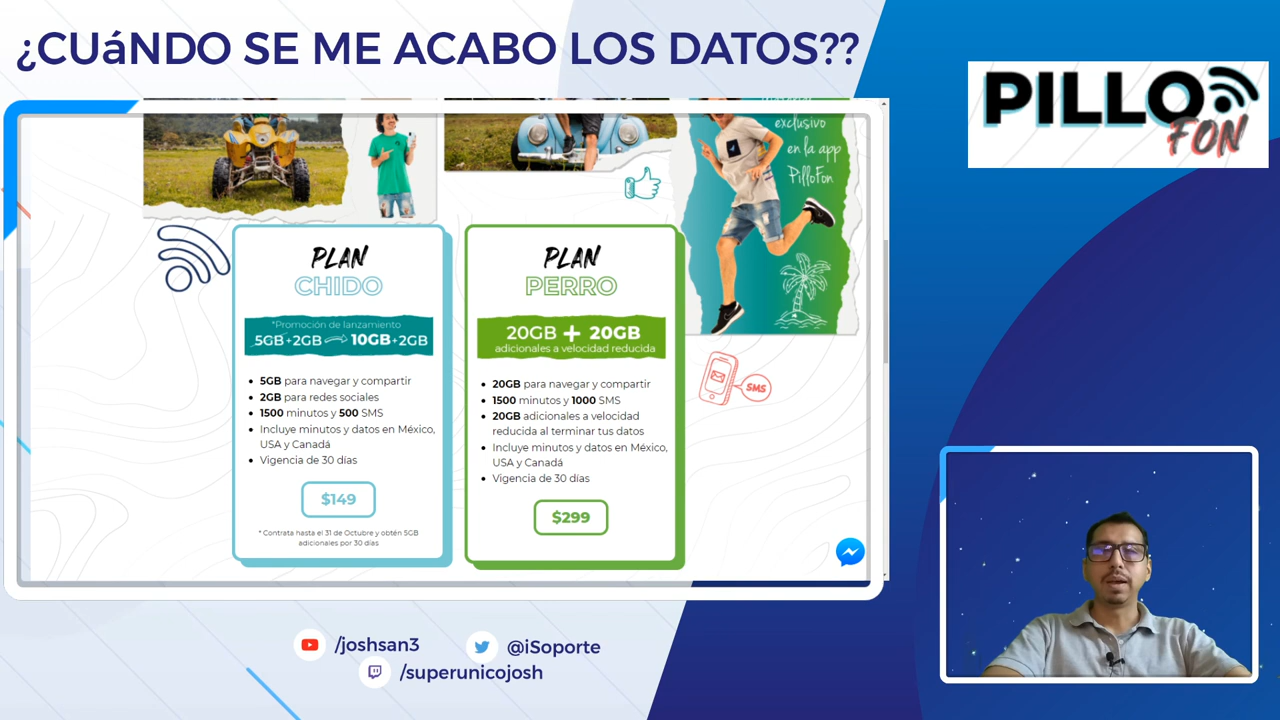 ¿CUáNDO SE ME ACABO LOS DATOS??
PILLO
FON
exclusivo
en la app
PilloFon
PLAN
CHIDO
*Promoción de lanzamiento
5GB+2GB 10GB+2GB
5GB para navegar y compartir
2GB para redes sociales
1500 minutos y 500 SMS
Incluye minutos y datos en México,
USA y Canadá
Vigencia de 30 días
$149
* Contrata hasta el 31 de Octubre y obtén 5GB
adicionales por 30 días
PLAN
PERRO
20GB + 20GB
adicionales a velocidad reducida
20GB para navegar y compartir
1500 minutos y 1000 SMS
20GB adicionales a velocidad
reducida al terminar tus datos
Incluye minutos y datos en México,
USA y Canadá
Vigencia de 30 días
$299
SMS
/joshsan3
@iSoporte
/superunicojosh